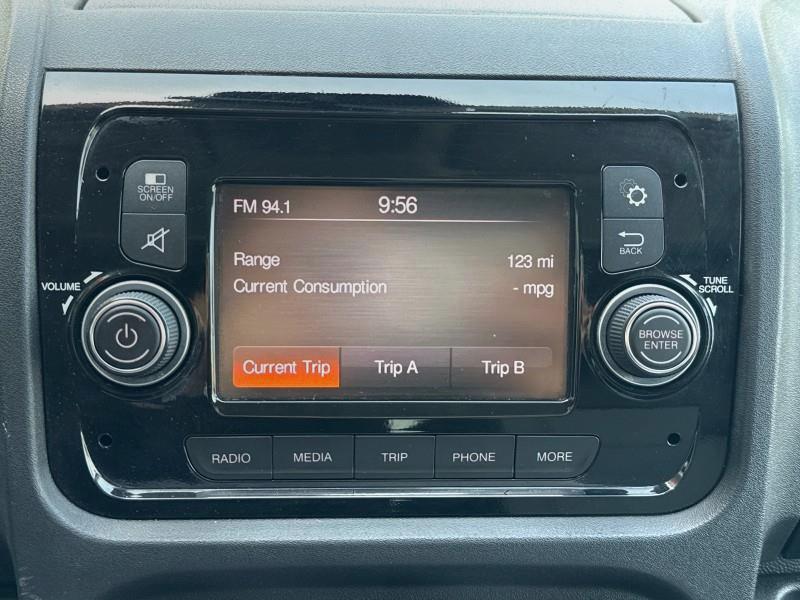 SCREEN
ON/OFF
FM 94.1 9:56
BACK
VOLUME
TUNE
SCROLL
Range 123 mi
Current Consumption - mpg
BROWSE
ENTER
Current Trip Trip A Trip B
RADIO MEDIA TRIP PHONE MORE